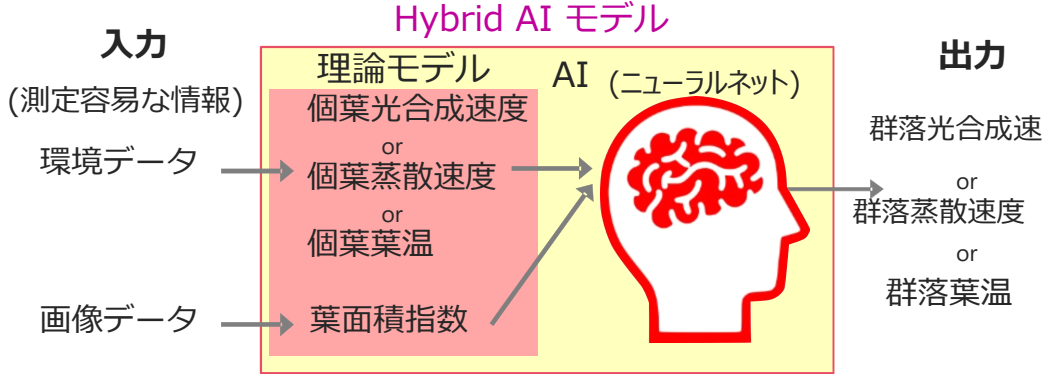 Hybrid AI モデル
入力
(測定容易な情報)
環境データ
画像データ
理論モデル
個葉光合成速度
or
個葉蒸散速度
or
個葉葉温
葉面積指数
AI (ニューラルネット)
出力
群落光合成速
or
群落蒸散速度
or
群落葉温